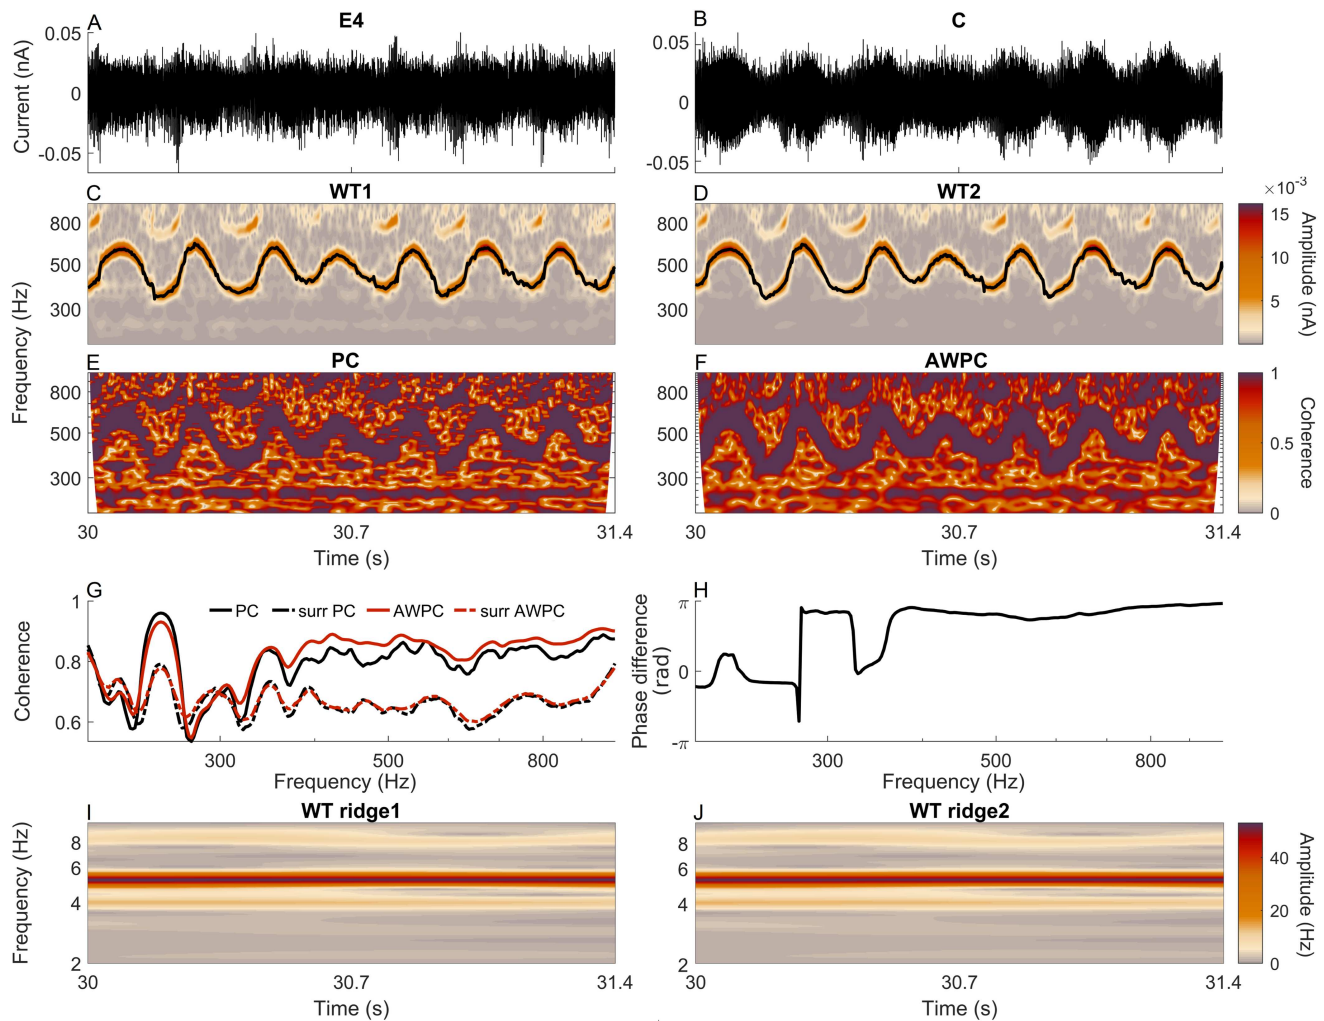 A
E4
B
C
0.05
0
-0.05
Current (nA)
0.05
0
-0.05
C
WT1
D
WT2
×10⁻³
800
500
300
800
500
300
15
10
5
Amplitude (nA)
Frequency (Hz)
E
PC
F
AWPC
800
500
300
800
500
300
1
0.5
0
Coherence
30
30.7
31.4
30
30.7
31.4
Time (s)
Time (s)
G
PC
surr PC
AWPC
surr AWPC
H
1
0.8
0.6
Coherence
π
0
-π
Phase difference
(rad)
300
500
800
300
500
800
Frequency (Hz)
Frequency (Hz)
I
WT ridge1
J
WT ridge2
8
6
4
2
Frequency (Hz)
8
6
4
2
40
20
0
Amplitude (Hz)
30
30.7
31.4
30
30.7
31.4
Time (s)
Time (s)